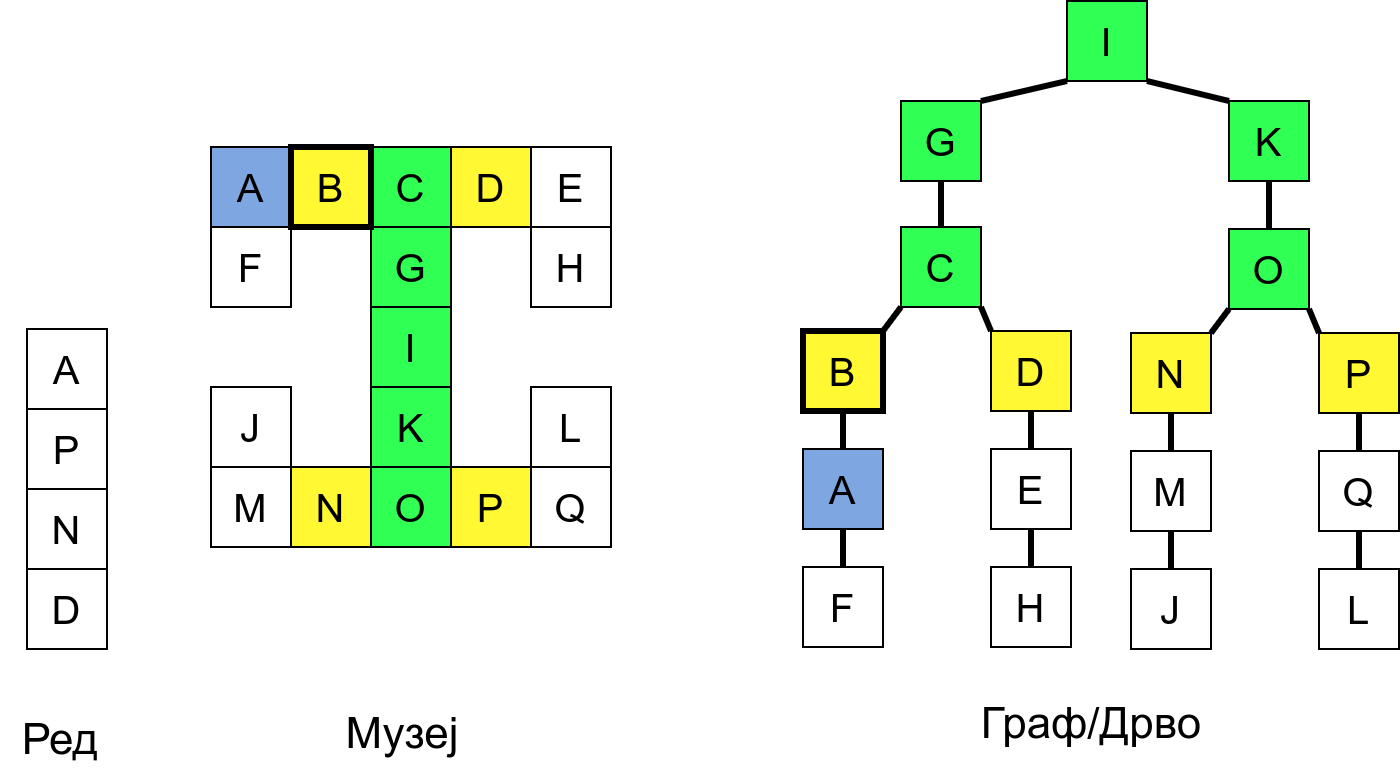 A
P
N
D
Ред
A B C D E
F G H
I
J K L
M N O P Q
Музеј
I
G K
C O
B D N P
A E M Q
F H J L
Граф/Дрво